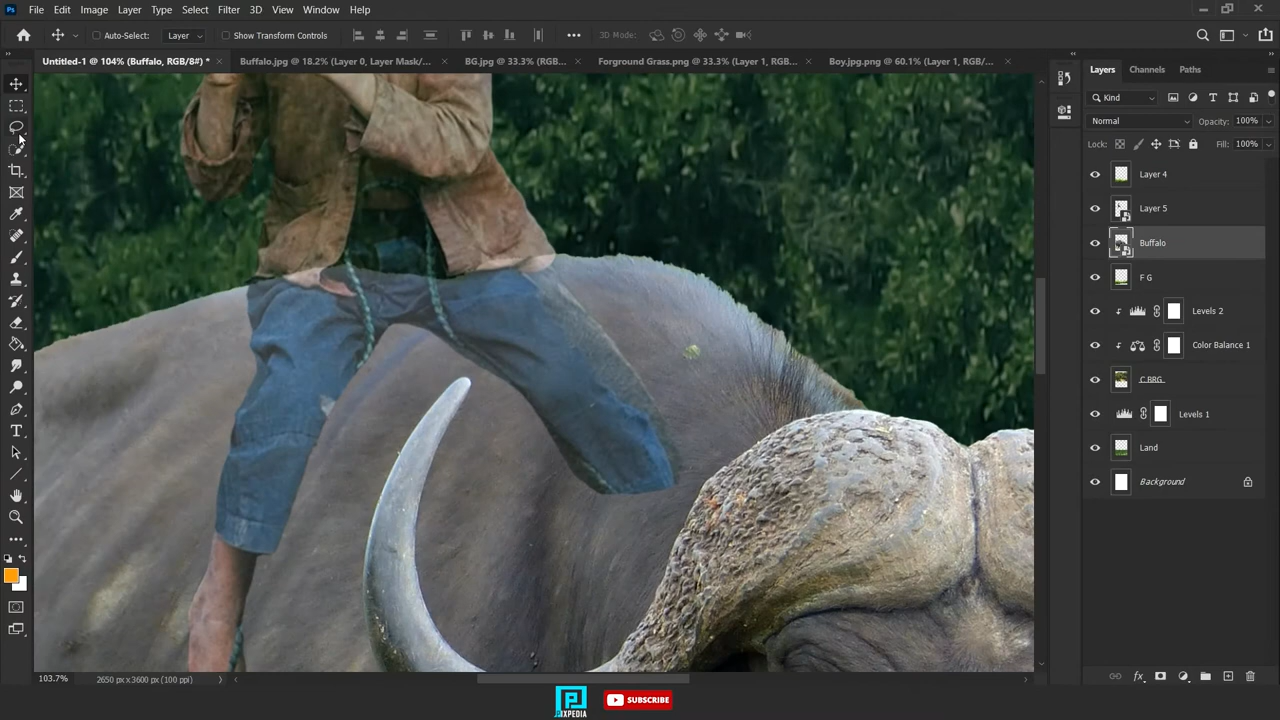 Ps File Edit Image Layer Type Select Filter 3D View Window Help
Auto-Select: Layer Show Transform Controls 3D Mode:
Untitled-1 @ 104% (Buffalo, RGB/8#) * × Buffalo.jpg @ 18.2% (Layer 0, Layer Mask/... × BG.jpg @ 33.3% (RGB... × Forground Grass.png @ 33.3% (Layer 1, RGB... × Boy.jpg.png @ 60.1% (Layer 1, RGB/... ×
Layers Channels Paths
Kind
Normal Opacity: 100%
Lock: Fill: 100%
Layer 4
Layer 5
Buffalo
F G
Levels 2
Color Balance 1
C BRG
Levels 1
Land
Background
103.7% 2650 px x 3600 px (100 ppi)
PIXPEDIA SUBSCRIBE